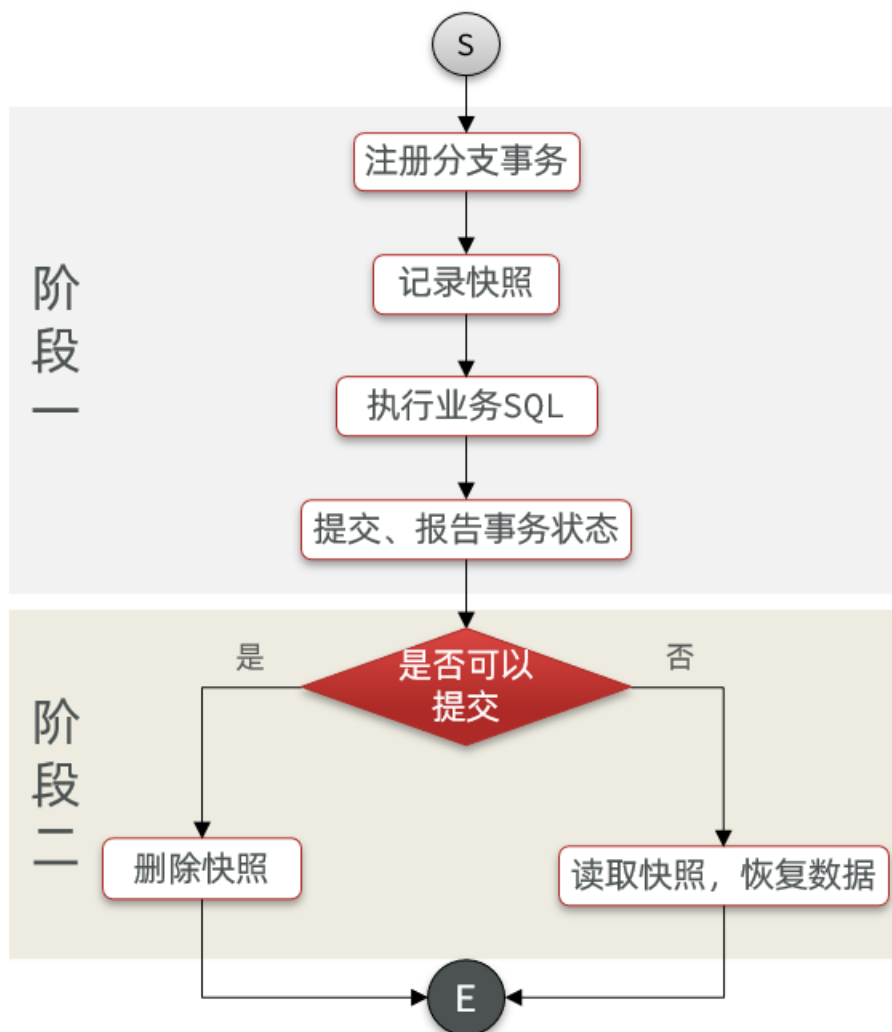 S
注册分支事务
记录快照
执行业务SQL
提交、报告事务状态
阶
段
一
是否可以
提交
是
否
阶
段
二
删除快照
读取快照，恢复数据
E